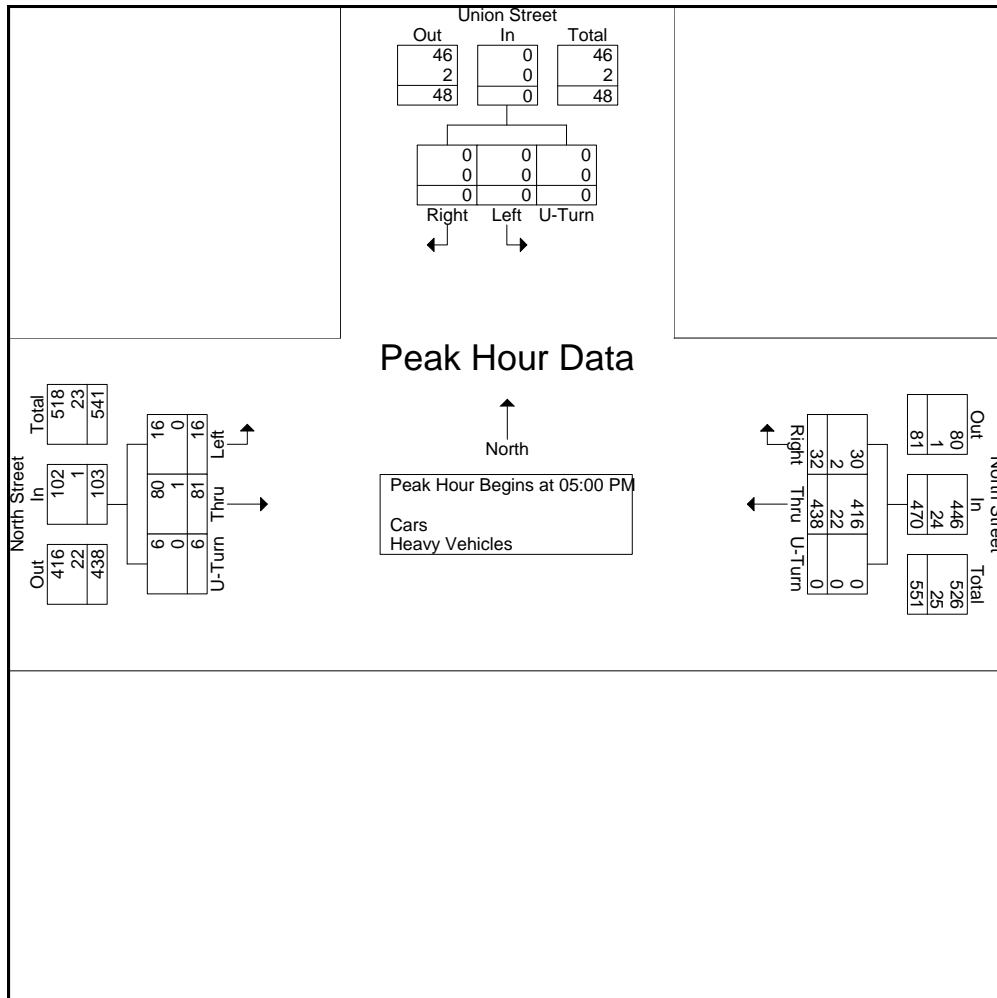 Union Street
Out In Total
46 0 46
2 0 2
48 0 48
0 0 0
0 0 0
0 0 0
Right Left U-Turn
Peak Hour Data
North
Peak Hour Begins at 05:00 PM
Cars
Heavy Vehicles
North Street
Out In Total
416 102 518
22 1 23
438 103 541
Left Thru U-Turn
16 80 6
0 1 0
16 81 6
North Street
Out In Total
80 446 526
1 24 25
81 470 551
30 416 0
2 22 0
32 438 0
Right Thru U-Turn